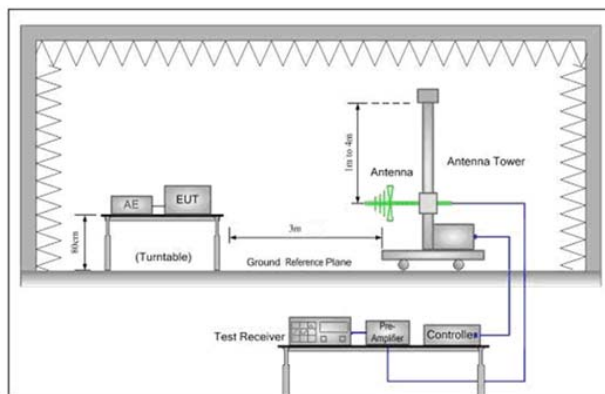 1m to 4m
Antenna
Antenna Tower
AE
EUT
80cm
(Turntable)
3m
Ground Reference Plane
Test Receiver
Pre-
Amplifier
Controller